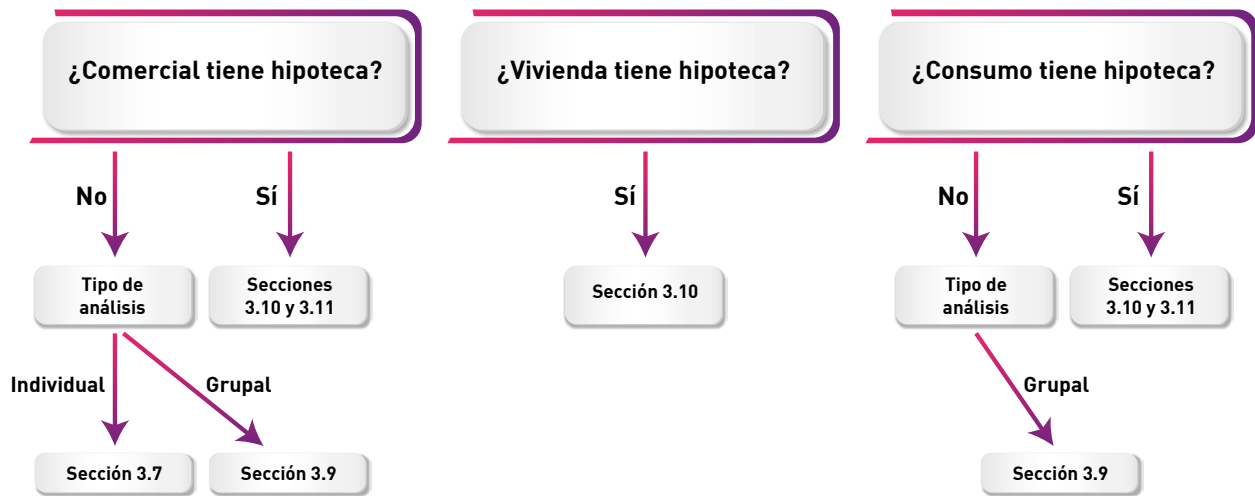 ¿Comercial tiene hipoteca?
No
Sí
Tipo de
análisis
Secciones
3.10 y 3.11
Individual
Grupal
Sección 3.7
Sección 3.9
¿Vivienda tiene hipoteca?
Sí
Sección 3.10
¿Consumo tiene hipoteca?
No
Sí
Tipo de
análisis
Secciones
3.10 y 3.11
Grupal
Sección 3.9